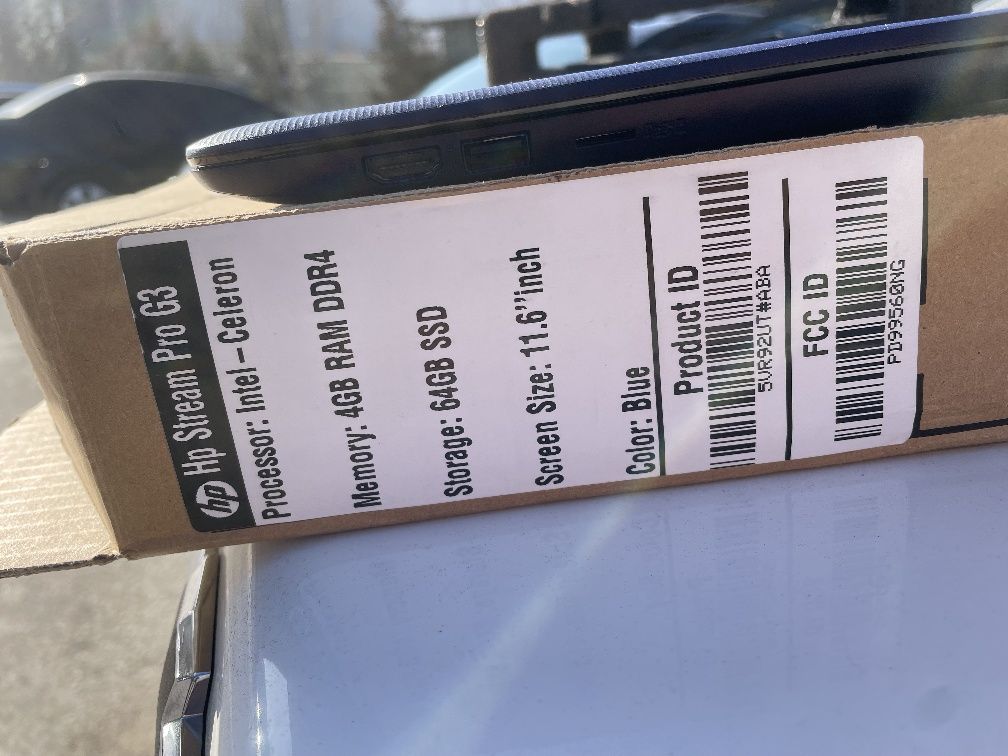 hp Hp Stream Pro G3
Processor: Intel-Celeron
Memory: 4GB RAM DDR4
Storage: 64GB SSD
Screen Size: 11.6"inch
Color: Blue
Product ID
5VR92UT#ABA
FCC ID
PD99560NG